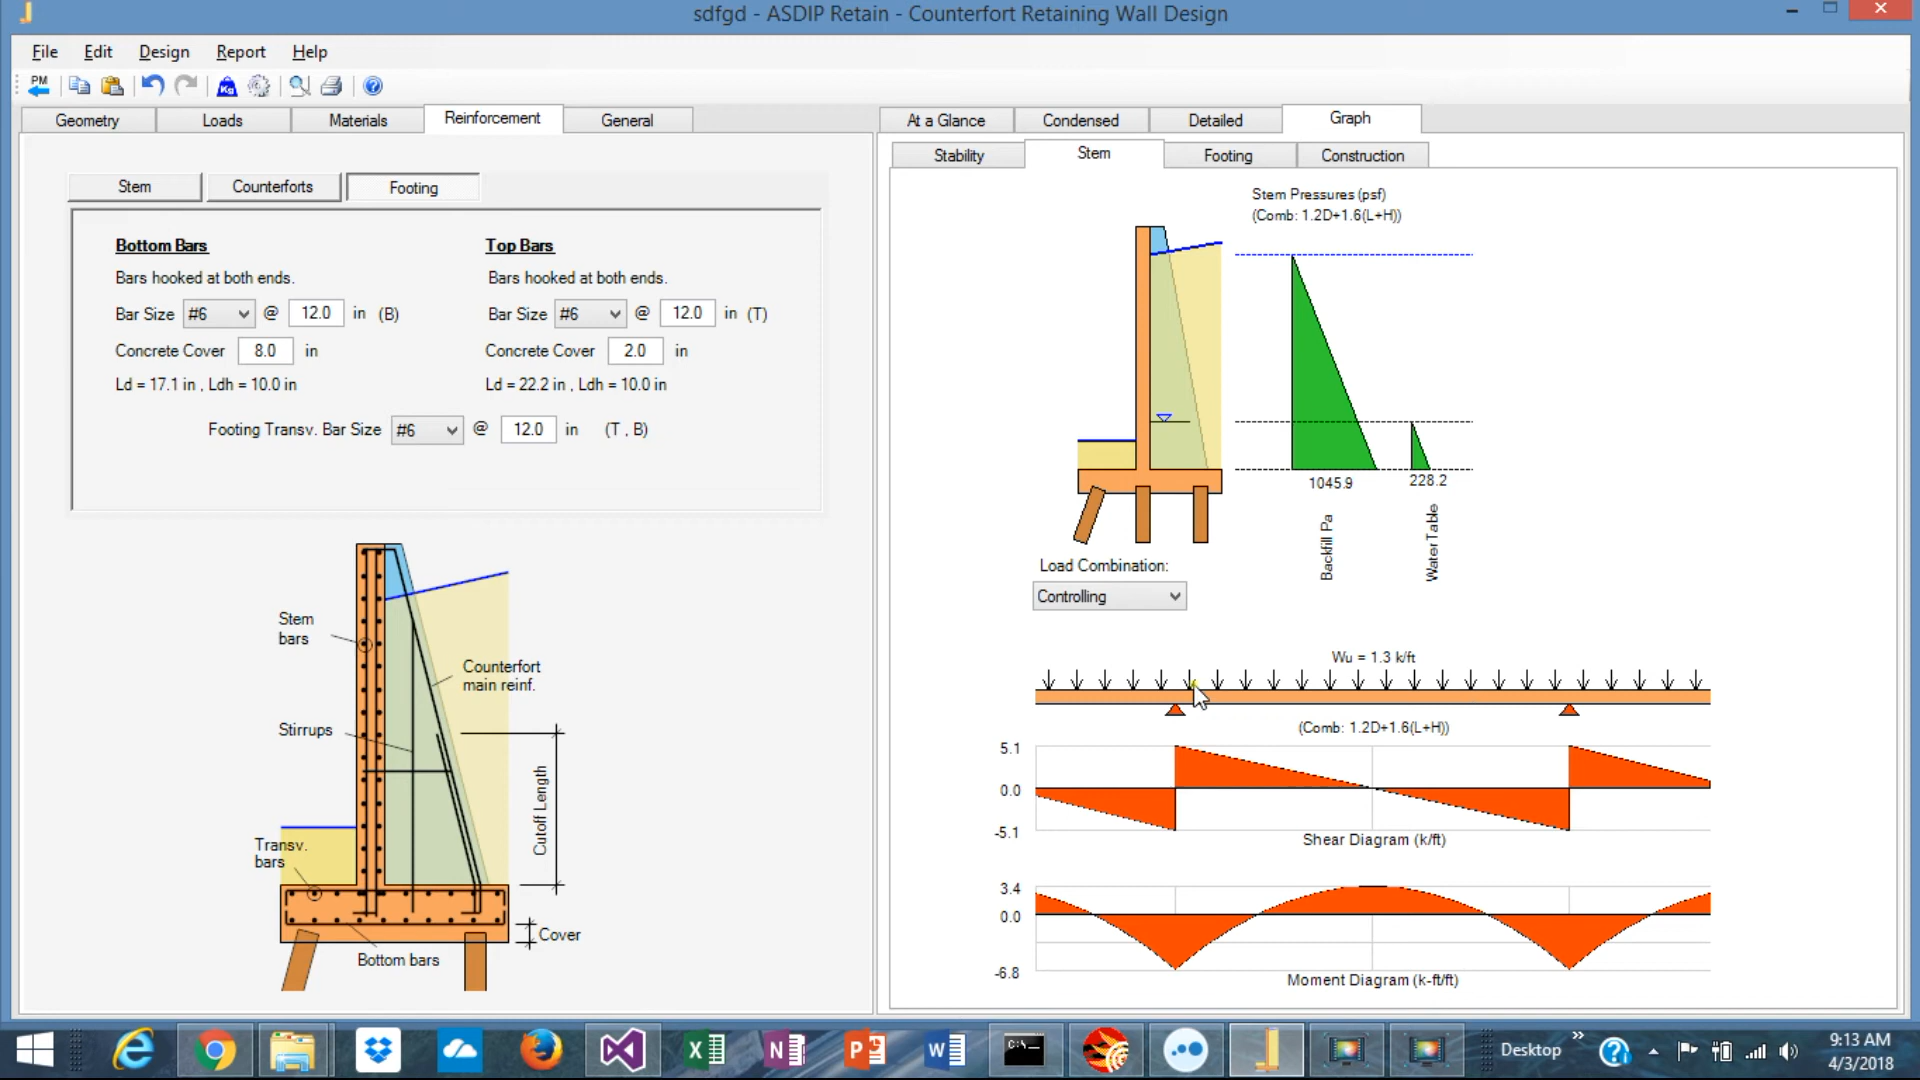 sdfgd - ASDIP Retain - Counterfort Retaining Wall Design
File Edit Design Report Help
PM
Kg
Geometry Loads Materials Reinforcement General
At a Glance Condensed Detailed Graph
Stability Stem Footing Construction
Stem Counterforts Footing
Bottom Bars
Bars hooked at both ends.
Bar Size #6 @ 12.0 in (B)
Concrete Cover 8.0 in
Ld = 17.1 in , Ldh = 10.0 in
Top Bars
Bars hooked at both ends.
Bar Size #6 @ 12.0 in (T)
Concrete Cover 2.0 in
Ld = 22.2 in , Ldh = 10.0 in
Footing Transv. Bar Size #6 @ 12.0 in (T , B)
Stem
bars
Counterfort
main reinf.
Stirrups
Cutoff Length
Transv.
bars
Cover
Bottom bars
Stem Pressures (psf)
(Comb: 1.2D+1.6(L+H))
1045.9
228.2
Backfill Pa
Water Table
Load Combination:
Controlling
Wu = 1.3 k/ft
(Comb: 1.2D+1.6(L+H))
5.1
0.0
-5.1
Shear Diagram (k/ft)
3.4
0.0
-6.8
Moment Diagram (k-ft/ft)
C:\
Desktop
9:13 AM
4/3/2018